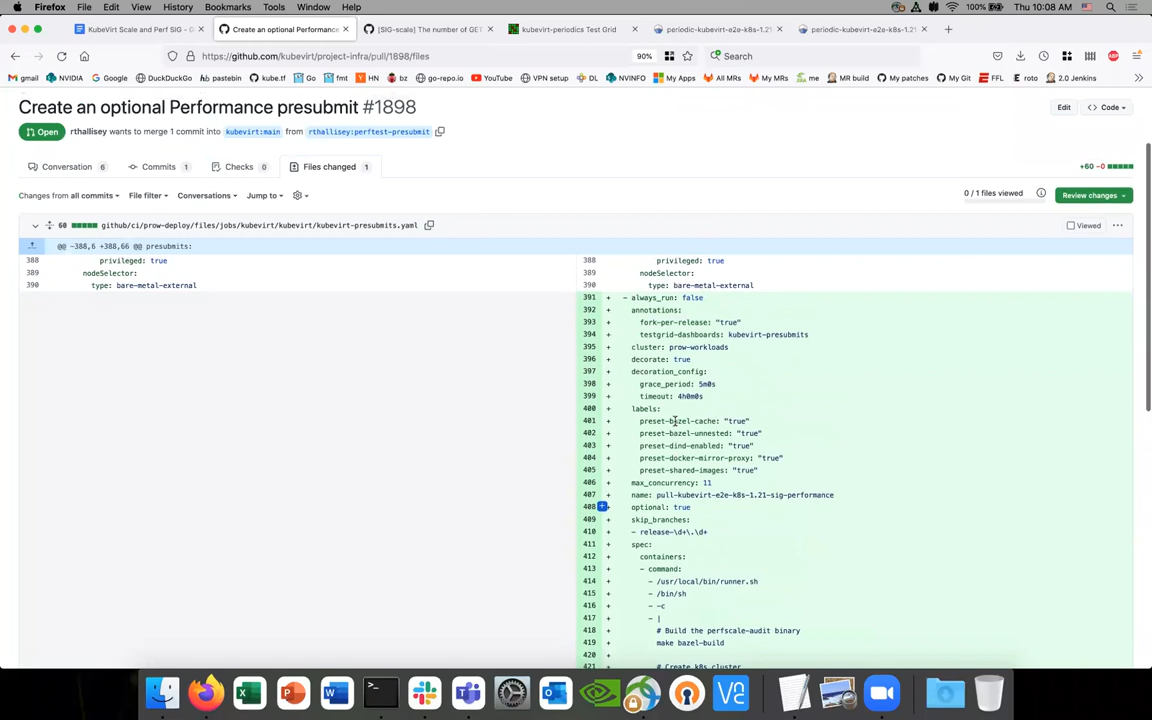 Firefox File Edit View History Bookmarks Tools Window Help 100% Thu 10:08 AM
KubeVirt Scale and Perf SIG - G Create an optional Performance [SIG-scale] The number of GET kubevirt-periodics Test Grid periodic-kubevirt-e2e-k8s-1.21 periodic-kubevirt-e2e-k8s-1.21
https://github.com/kubevirt/project-infra/pull/1898/files 90% Search
gmail NVIDIA Google DuckDuckGo pastebin kube.tf Go fmt HN go-repo.io YouTube VPN setup DL NVINFO My Apps All MRs My MRs me MR build My patches My Git FFL roto 2.0 Jenkins
Create an optional Performance presubmit #1898
Edit Code
Open rthallisey wants to merge 1 commit into kubevirt:main from rthallisey:perftest-presubmit
Conversation 6 Commits 1 Checks 0 Files changed 1 +60 −0
Changes from all commits File filter Conversations Jump to 0 / 1 files viewed Review changes
60 github/ci/prow-deploy/files/jobs/kubevirt/kubevirt/kubevirt-presubmits.yaml Viewed
@@ -388,6 +388,66 @@ presubmits:
388 privileged: true 388 privileged: true
389 nodeSelector: 389 nodeSelector:
390 type: bare-metal-external 390 type: bare-metal-external
391 + - always_run: false
392 + annotations:
393 + fork-per-release: "true"
394 + testgrid-dashboards: kubevirt-presubmits
395 + cluster: prow-workloads
396 + decorate: true
397 + decoration_config:
398 + grace_period: 5m0s
399 + timeout: 4h0m0s
400 + labels:
401 + preset-bazel-cache: "true"
402 + preset-bazel-unnested: "true"
403 + preset-dind-enabled: "true"
404 + preset-docker-mirror-proxy: "true"
405 + preset-shared-images: "true"
406 + max_concurrency: 11
407 + name: pull-kubevirt-e2e-k8s-1.21-sig-performance
408 + optional: true
409 + skip_branches:
410 + - release-\d+\.\d+
411 + spec:
412 + containers:
413 + - command:
414 + - /usr/local/bin/runner.sh
415 + - /bin/sh
416 + - -c
417 + - |
418 + # Build the perfscale-audit binary
419 + make bazel-build
420 +
421 + # Create k8s cluster